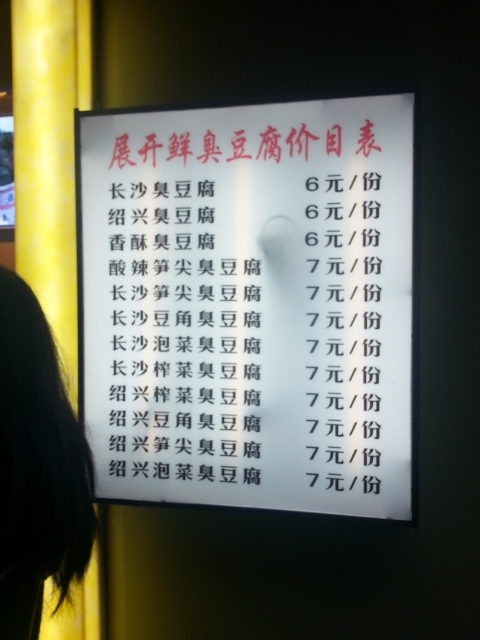 展开鲜臭豆腐价目表
长沙臭豆腐 6元/份
绍兴臭豆腐 6元/份
香酥臭豆腐 6元/份
酸辣笋尖臭豆腐 7元/份
长沙笋尖臭豆腐 7元/份
长沙豆角臭豆腐 7元/份
长沙泡菜臭豆腐 7元/份
长沙榨菜臭豆腐 7元/份
绍兴榨菜臭豆腐 7元/份
绍兴豆角臭豆腐 7元/份
绍兴笋尖臭豆腐 7元/份
绍兴泡菜臭豆腐 7元/份